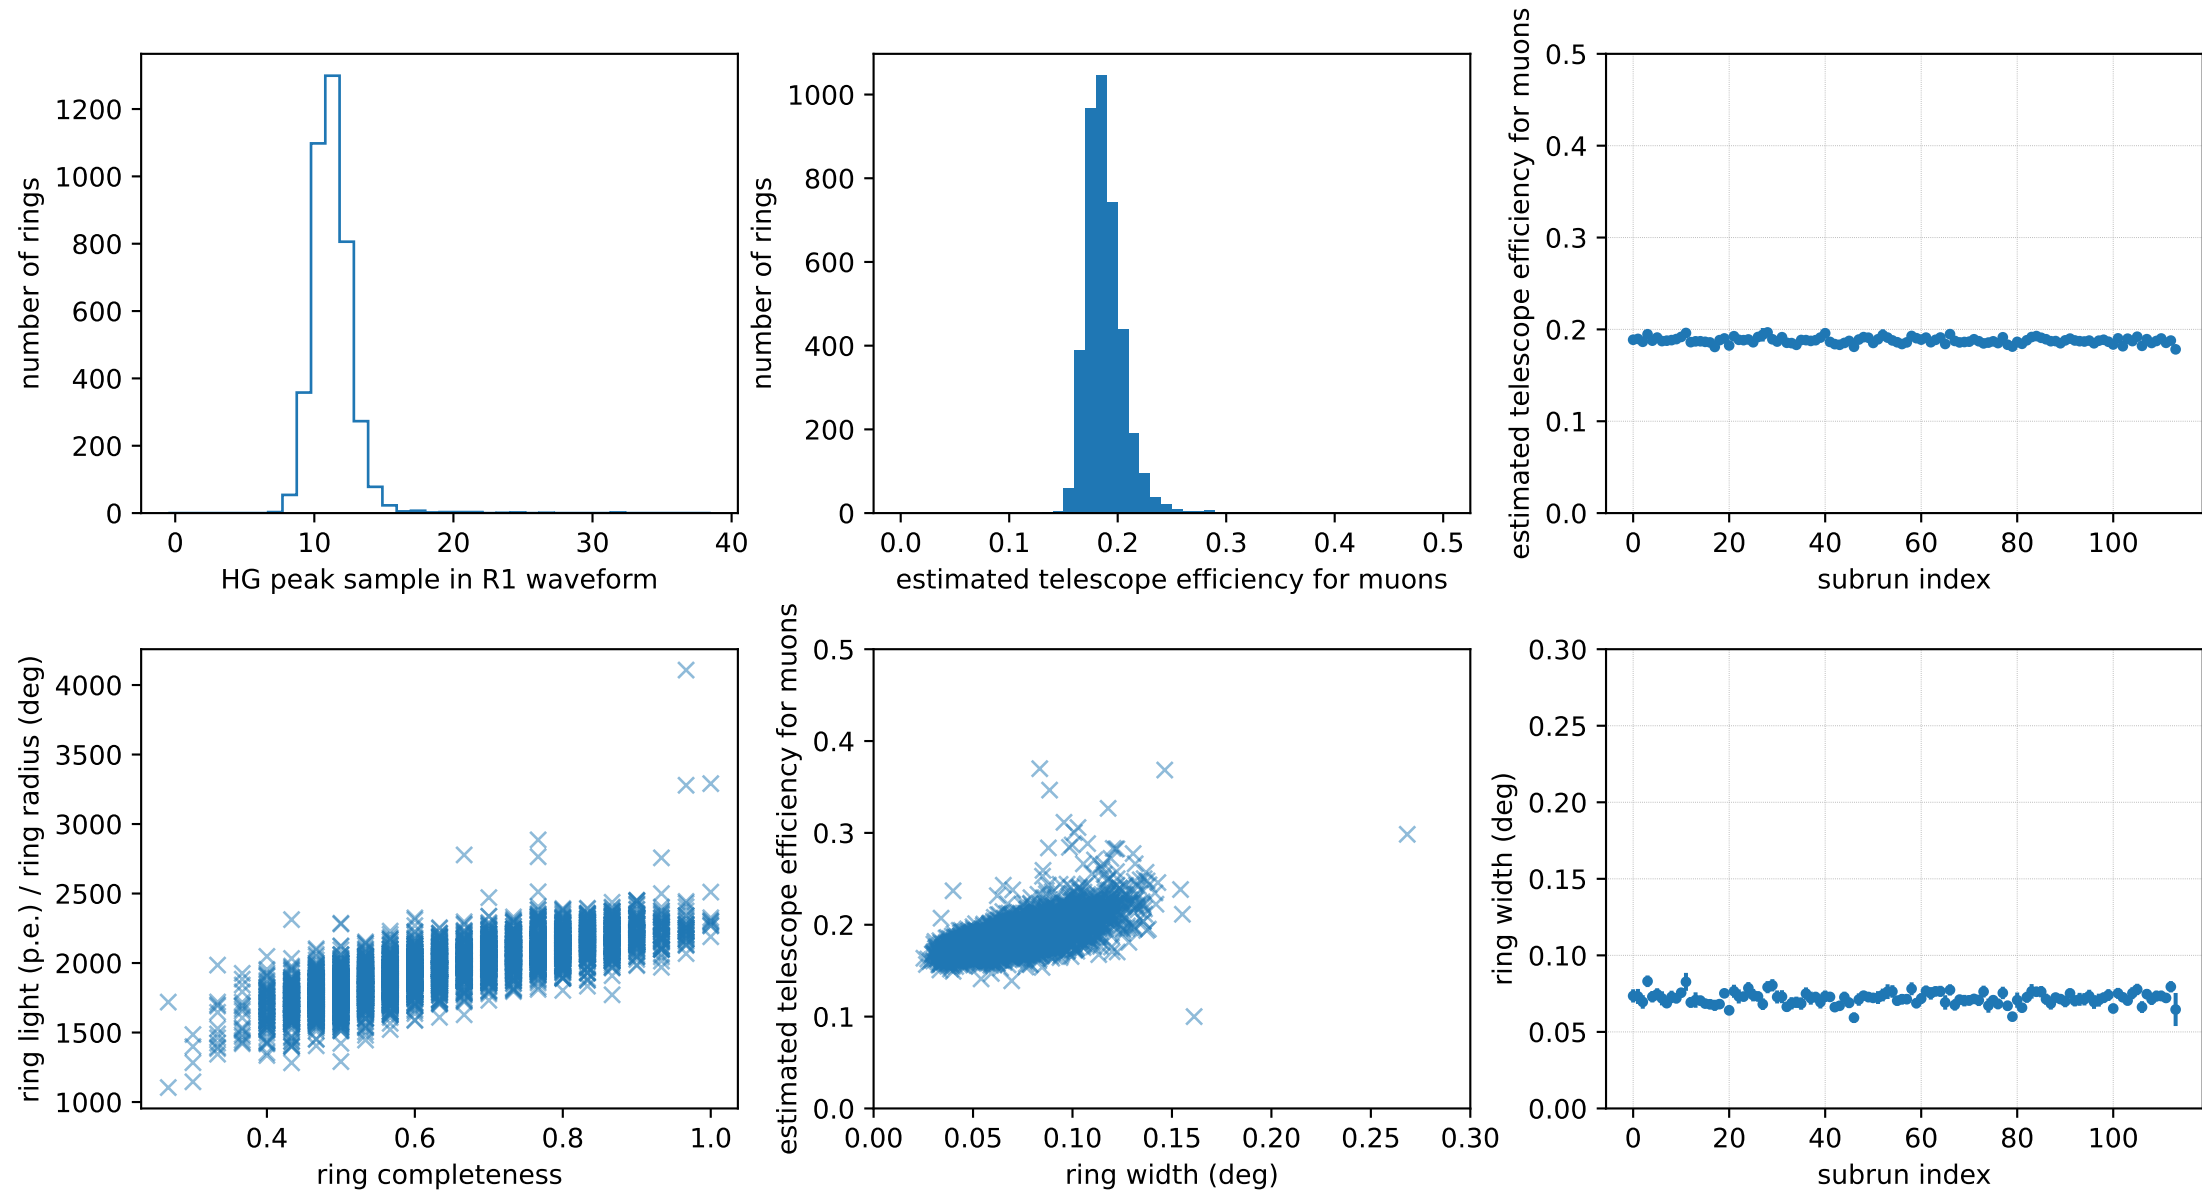 number of rings
1200
1000
800
600
400
200
0
0 10 20 30 40
HG peak sample in R1 waveform
number of rings
1000
800
600
400
200
0
0.0 0.1 0.2 0.3 0.4 0.5
estimated telescope efficiency for muons
estimated telescope efficiency for muons
0.5
0.4
0.3
0.2
0.1
0.0
0 20 40 60 80 100
subrun index
ring light (p.e.) / ring radius (deg)
4000
3500
3000
2500
2000
1500
1000
0.4 0.6 0.8 1.0
ring completeness
estimated telescope efficiency for muons
0.5
0.4
0.3
0.2
0.1
0.0
0.00 0.05 0.10 0.15 0.20 0.25 0.30
ring width (deg)
ring width (deg)
0.30
0.25
0.20
0.15
0.10
0.05
0.00
0 20 40 60 80 100
subrun index